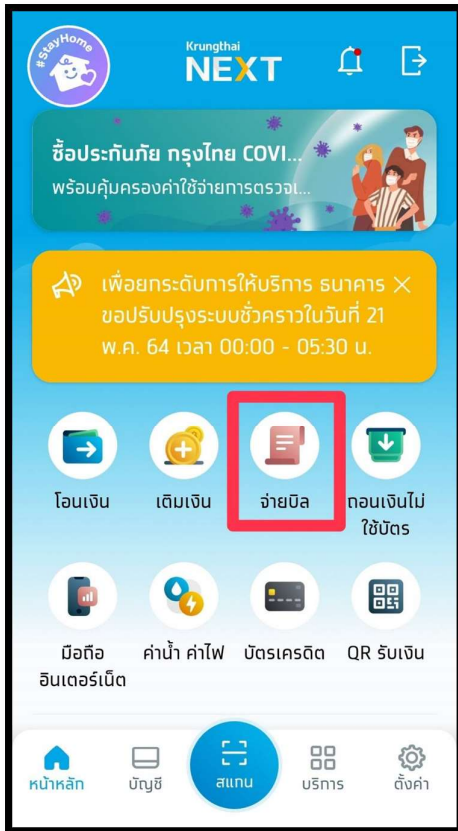 #StayHome
Krungthai
NEXT
ซื้อประกันภัย กรุงไทย COVI...
พร้อมคุ้มครองค่าใช้จ่ายการตรวจเ...
เพื่อยกระดับการให้บริการ ธนาคาร
ขอปรับปรุงระบบชั่วคราวในวันที่ 21
พ.ค. 64 เวลา 00:00 - 05:30 น.
โอนเงิน เติมเงิน จ่ายบิล ถอนเงินไม่
ใช้บัตร
มือถือ ค่าน้ำ ค่าไฟ บัตรเครดิต QR รับเงิน
อินเตอร์เน็ต
หน้าหลัก บัญชี สแกน บริการ ตั้งค่า